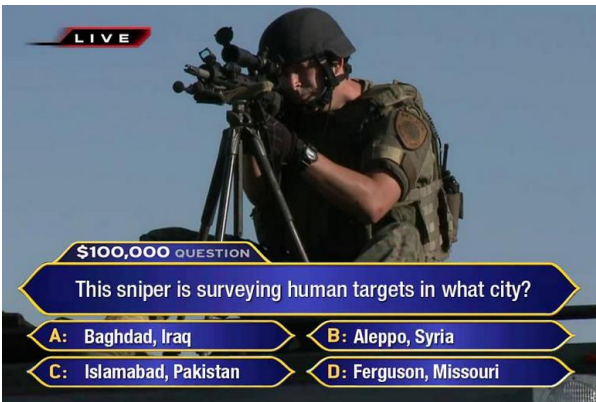 LIVE
$100,000 QUESTION
This sniper is surveying human targets in what city?
A: Baghdad, Iraq
B: Aleppo, Syria
C: Islamabad, Pakistan
D: Ferguson, Missouri